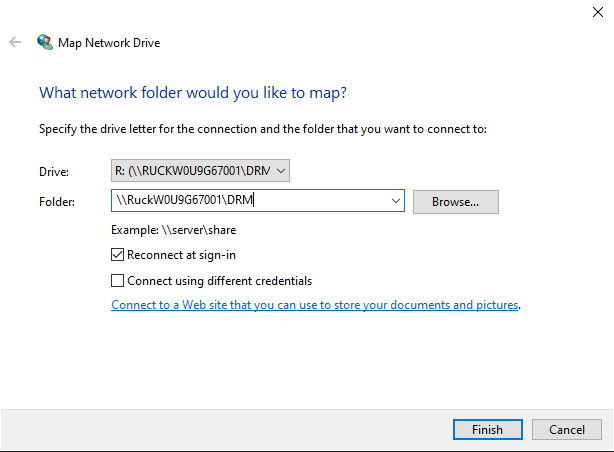 Map Network Drive
What network folder would you like to map?
Specify the drive letter for the connection and the folder that you want to connect to:
Drive: R: (\\RUCKW0U9G67001\DRM
Folder: \\RuckW0U9G67001\DRM Browse...
Example: \\server\share
Reconnect at sign-in
Connect using different credentials
Connect to a Web site that you can use to store your documents and pictures.
Finish Cancel